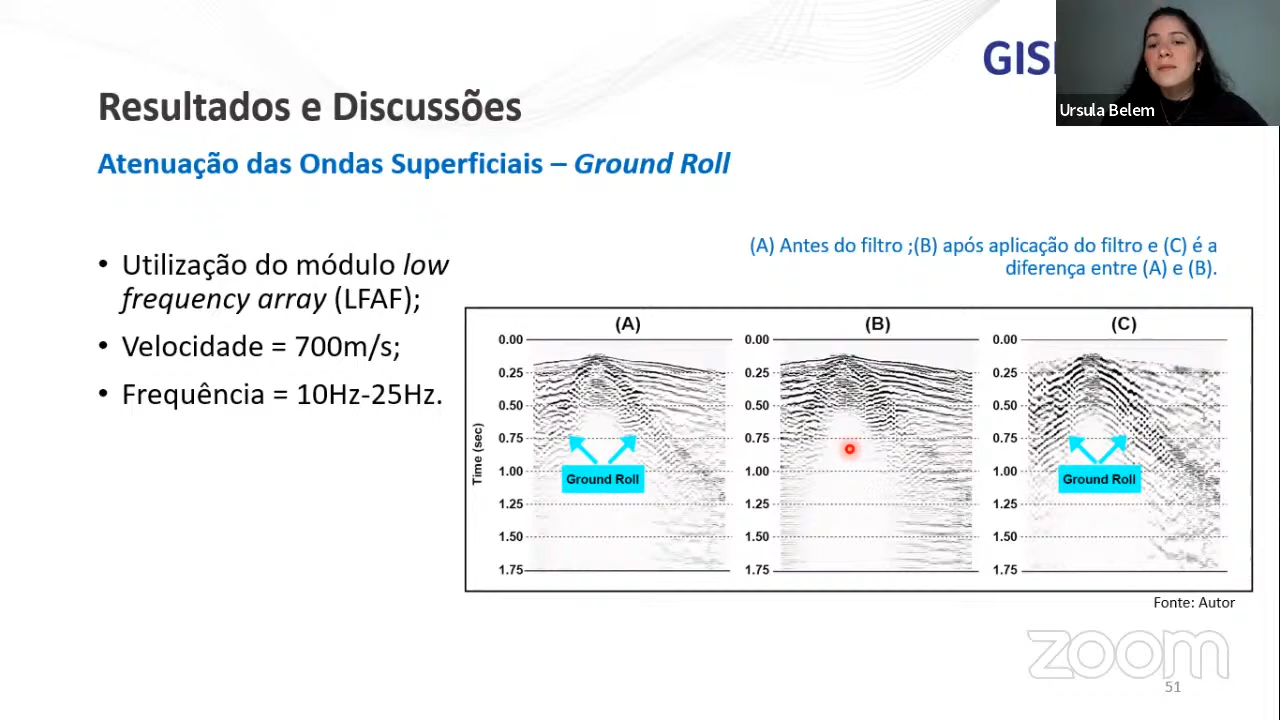 GIS
Ursula Belem
Resultados e Discussões
Atenuação das Ondas Superficiais – Ground Roll
• Utilização do módulo low
frequency array (LFAF);
• Velocidade = 700m/s;
• Frequência = 10Hz-25Hz.
(A) Antes do filtro ;(B) após aplicação do filtro e (C) é a
diferença entre (A) e (B).
(A)
0.00
0.25
0.50
0.75
1.00
1.25
1.50
1.75
Time (sec)
Ground Roll
(B)
0.00
0.25
0.50
0.75
1.00
1.25
1.50
1.75
(C)
0.00
0.25
0.50
0.75
1.00
1.25
1.50
1.75
Ground Roll
Fonte: Autor
zoom
51